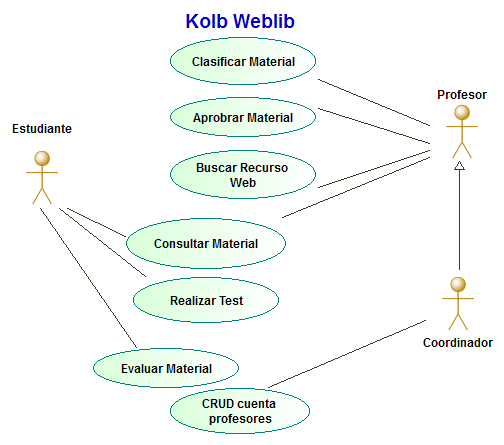 Kolb Weblib
Clasificar Material
Profesor
Aprobrar Material
Estudiante
Buscar Recurso
Web
Consultar Material
Realizar Test
Coordinador
Evaluar Material
CRUD cuenta
profesores